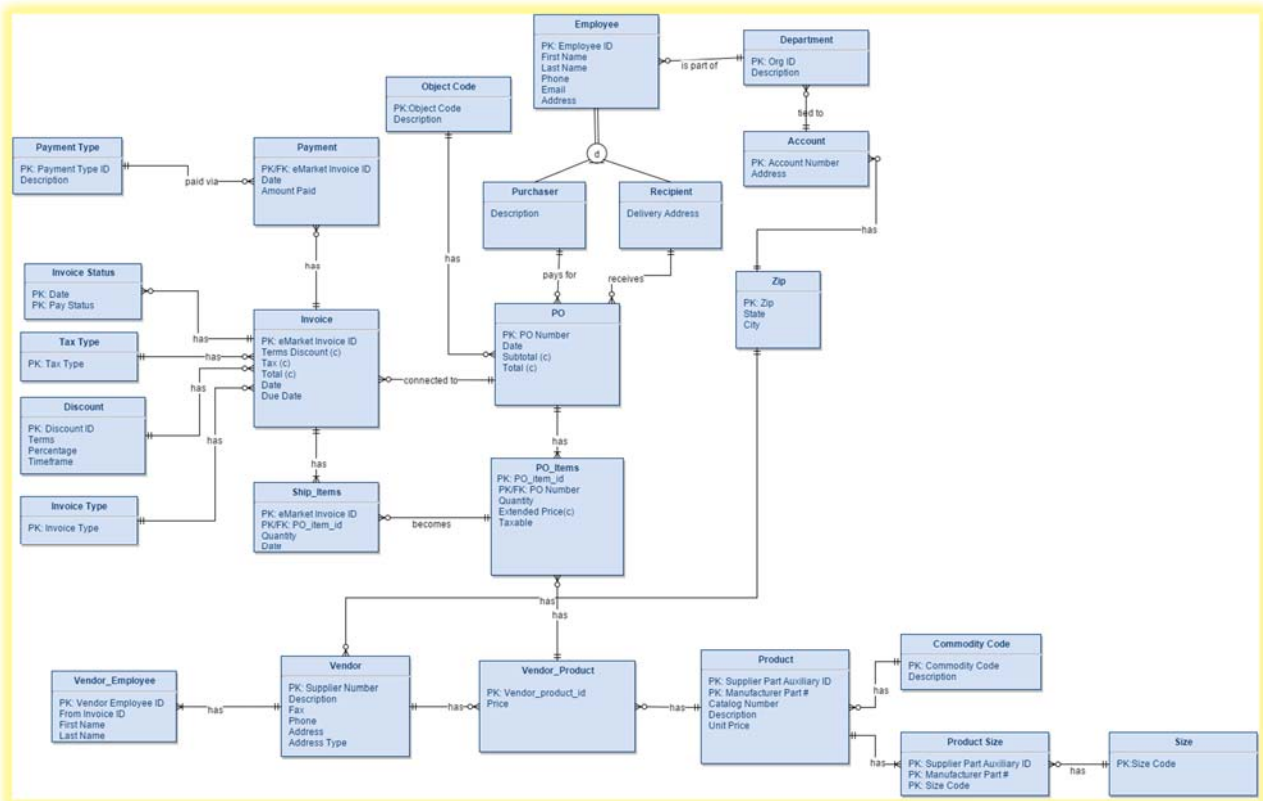 Employee
PK: Employee ID
First Name
Last Name
Phone
Email
Address
is part of
Department
PK: Org ID
Description
tied to
Account
PK: Account Number
Address
has
Object Code
PK:Object Code
Description
has
Payment Type
PK: Payment Type ID
Description
paid via
Payment
PK/FK: eMarket Invoice ID
Date
Amount Paid
has
d
Purchaser
Description
pays for
Recipient
Delivery Address
receives
Zip
PK: Zip
State
City
Invoice Status
PK: Date
PK: Pay Status
has
Tax Type
PK: Tax Type
has
Discount
PK: Discount ID
Terms
Percentage
Timeframe
has
Invoice Type
PK: Invoice Type
has
Invoice
PK: eMarket Invoice ID
Terms Discount (c)
Tax (c)
Total (c)
Date
Due Date
connected to
PO
PK: PO Number
Date
Subtotal (c)
Total (c)
has
has
Ship_Items
PK: eMarket Invoice ID
PK/FK: PO_item_id
Quantity
Date
becomes
PO_Items
PK: PO_item_id
PK/FK: PO Number
Quantity
Extended Price(c)
Taxable
has
has
Vendor_Employee
PK: Vendor Employee ID
From Invoice ID
First Name
Last Name
has
Vendor
PK: Supplier Number
Description
Fax
Phone
Address
Address Type
has
Vendor_Product
PK: Vendor_product_id
Price
has
Product
PK: Supplier Part Auxiliary ID
PK: Manufacturer Part #
Catalog Number
Description
Unit Price
has
Commodity Code
PK: Commodity Code
Description
has
Product Size
PK: Supplier Part Auxiliary ID
PK: Manufacturer Part #
PK: Size Code
has
Size
PK:Size Code